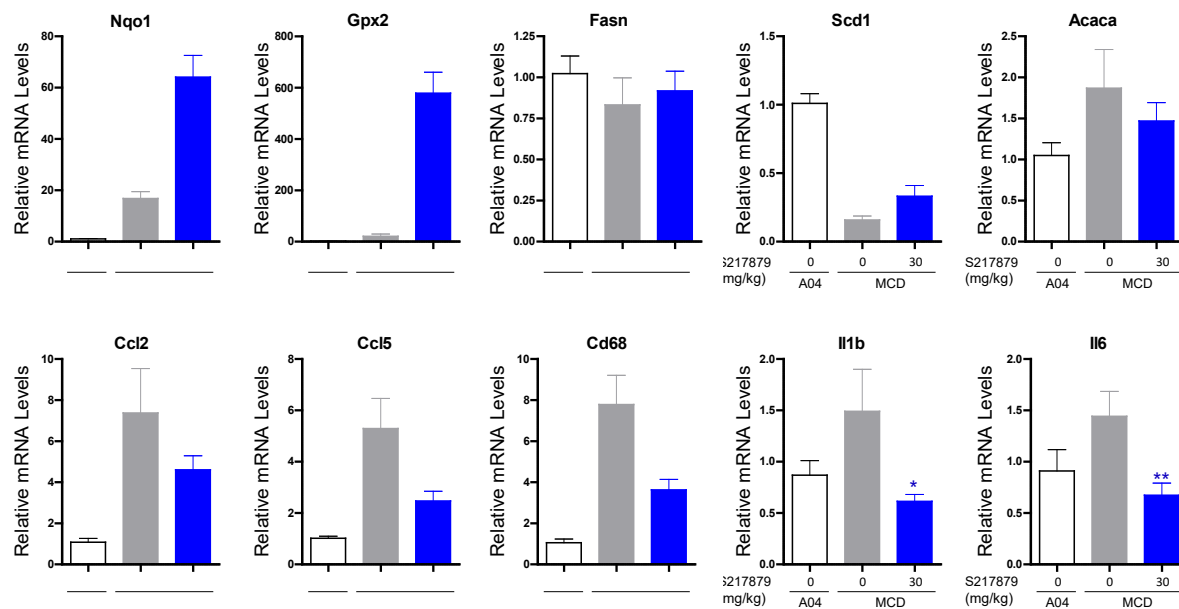 Nqo1
Relative mRNA Levels
80
60
40
20
0
Gpx2
Relative mRNA Levels
800
600
400
200
0
Fasn
Relative mRNA Levels
1.25
1.00
0.75
0.50
0.25
0.00
Scd1
Relative mRNA Levels
1.5
1.0
0.5
0.0
S217879 0 0 30
mg/kg) A04 MCD
Acaca
Relative mRNA Levels
2.5
2.0
1.5
1.0
0.5
0.0
S217879 0 0 30
(mg/kg) A04 MCD
Ccl2
Relative mRNA Levels
10
8
6
4
2
0
Ccl5
Relative mRNA Levels
8
6
4
2
0
Cd68
Relative mRNA Levels
10
8
6
4
2
0
Il1b
Relative mRNA Levels
2.0
1.5
1.0
0.5
0.0
*
S217879 0 0 30
mg/kg) A04 MCD
Il6
Relative mRNA Levels
2.0
1.5
1.0
0.5
0.0
**
S217879 0 0 30
(mg/kg) A04 MCD